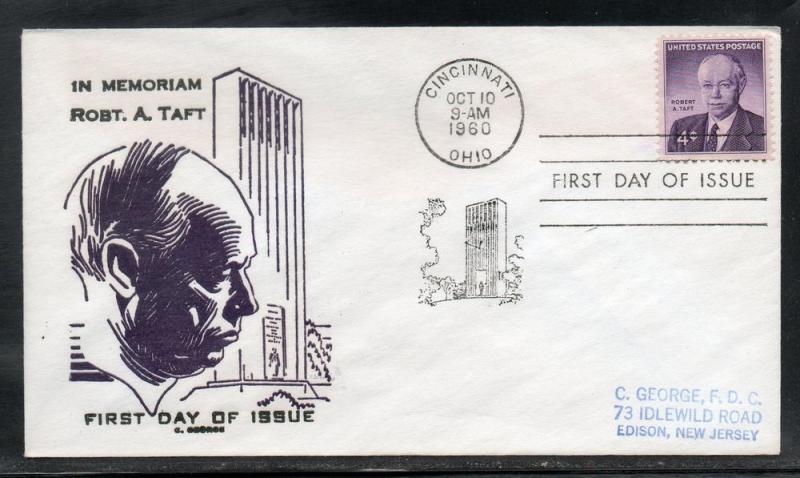 IN MEMORIAM
ROBT. A. TAFT
FIRST DAY OF ISSUE
C. GEORGE
CINCINNATI
OCT 10
9-AM
1960
OHIO
UNITED STATES POSTAGE
ROBERT
A. TAFT
4¢
FIRST DAY OF ISSUE
C. GEORGE, F. D. C.
73 IDLEWILD ROAD
EDISON, NEW JERSEY